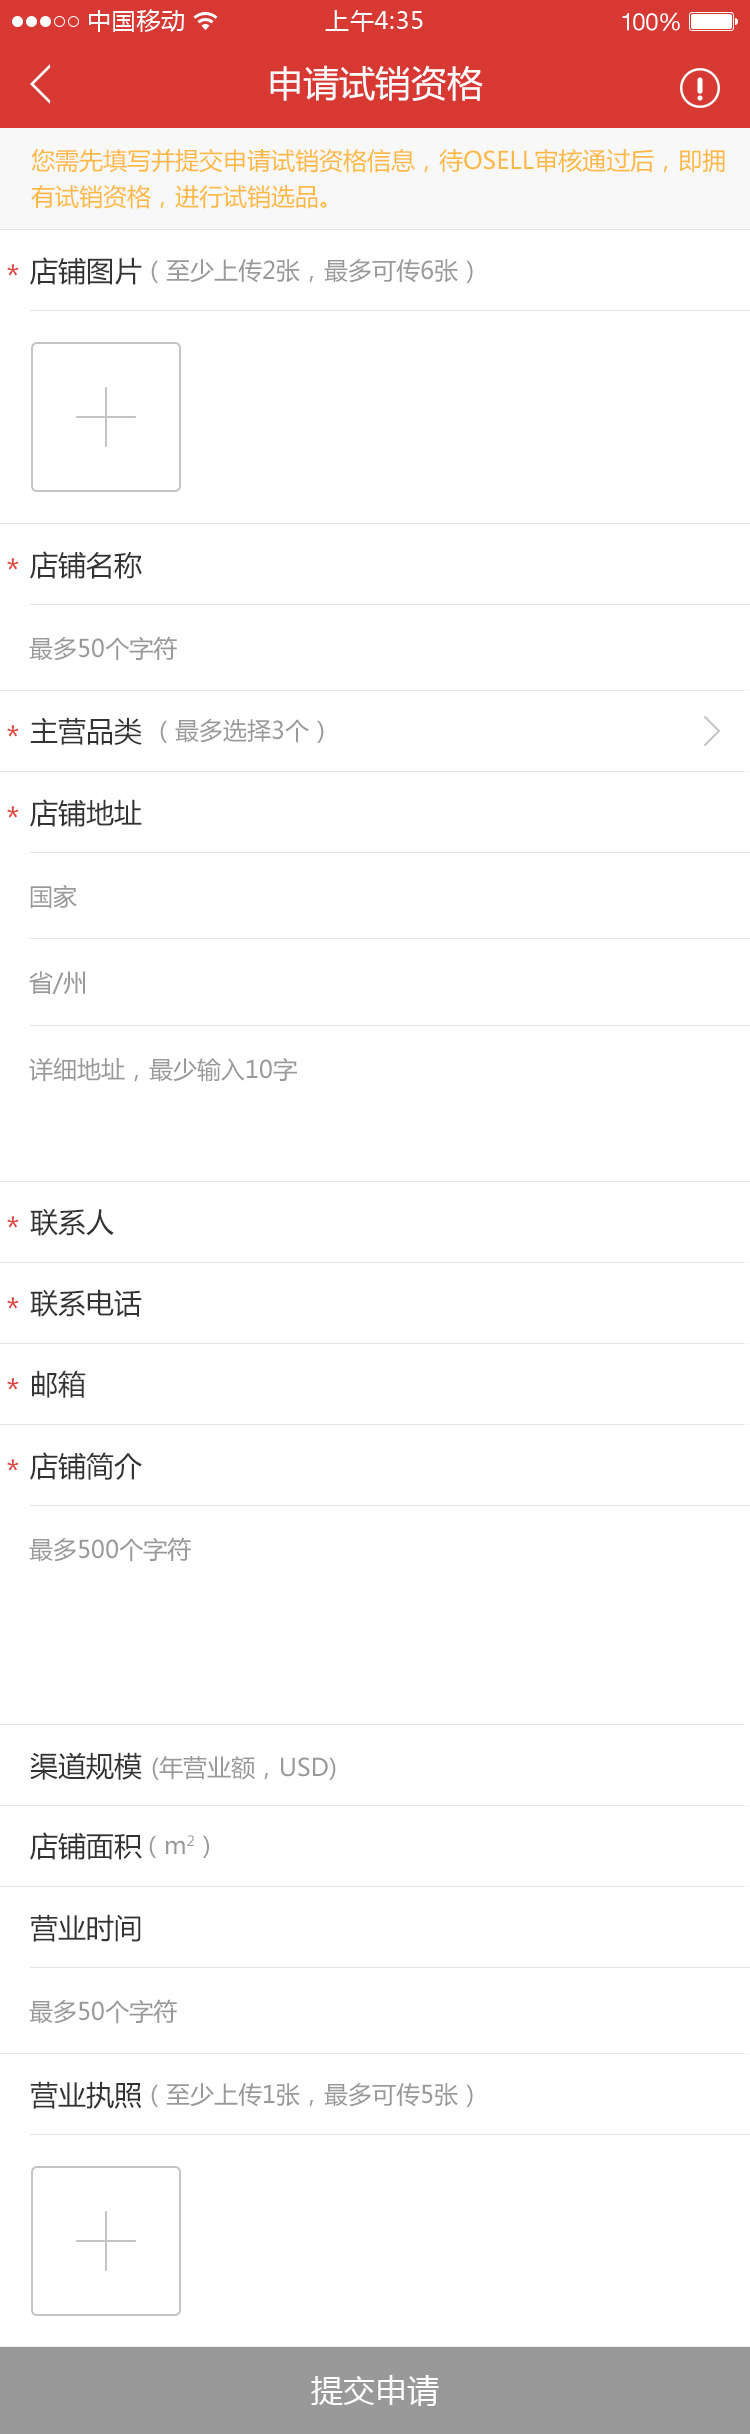 中国移动 上午4:35 100%
申请试销资格
您需先填写并提交申请试销资格信息，待OSELL审核通过后，即拥
有试销资格，进行试销选品。
* 店铺图片（至少上传2张，最多可传6张）
* 店铺名称
最多50个字符
* 主营品类（最多选择3个）
* 店铺地址
国家
省/州
详细地址，最少输入10字
* 联系人
* 联系电话
* 邮箱
* 店铺简介
最多500个字符
渠道规模 (年营业额，USD)
店铺面积（m²）
营业时间
最多50个字符
营业执照（至少上传1张，最多可传5张）
提交申请